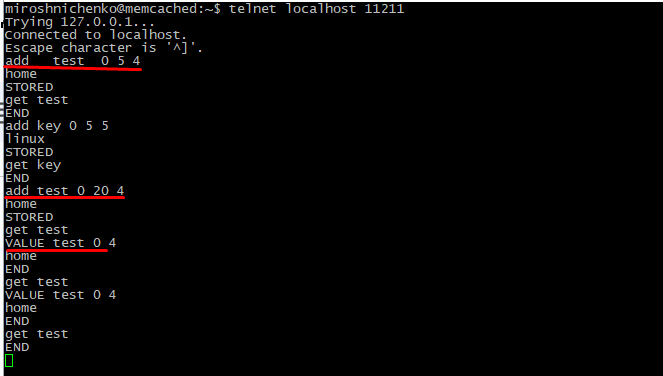 miroshnichenko@memcached:~$ telnet localhost 11211
Trying 127.0.0.1...
Connected to localhost.
Escape character is '^]'.
add   test  0 5 4
home
STORED
get test
END
add key 0 5 5
linux
STORED
get key
END
add test 0 20 4
home
STORED
get test
VALUE test 0 4
home
END
get test
VALUE test 0 4
home
END
get test
END